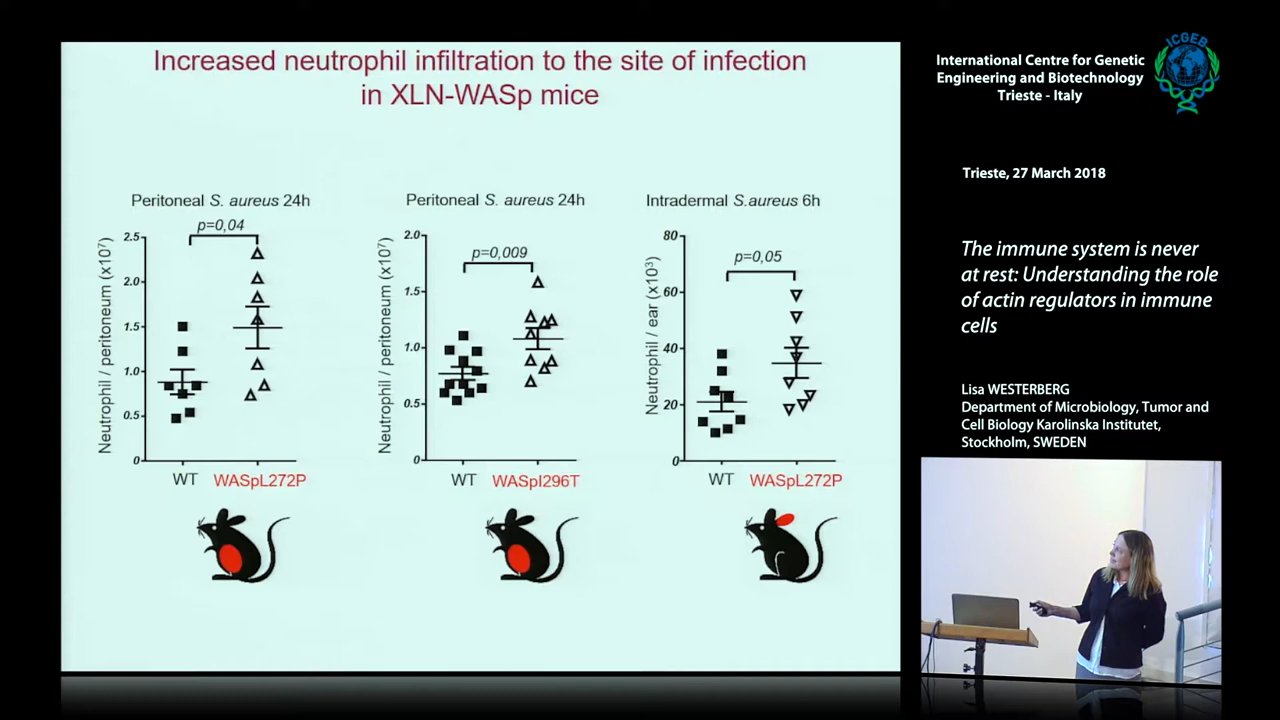 Increased neutrophil infiltration to the site of infection
in XLN-WASp mice
Peritoneal S. aureus 24h
p=0,04
Neutrophil / peritoneum (x10⁷)
2.5
2.0
1.5
1.0
0.5
0
WT
WASpL272P
Peritoneal S. aureus 24h
p=0,009
Neutrophil / peritoneum (x10⁷)
2.0
1.5
1.0
0.5
0
WT
WASpI296T
Intradermal S.aureus 6h
p=0,05
Neutrophil / ear (x10³)
80
60
40
20
0
WT
WASpL272P
International Centre for Genetic
Engineering and Biotechnology
Trieste - Italy
ICGEB
Trieste, 27 March 2018
The immune system is never
at rest: Understanding the role
of actin regulators in immune
cells
Lisa WESTERBERG
Department of Microbiology, Tumor and
Cell Biology Karolinska Institutet,
Stockholm, SWEDEN